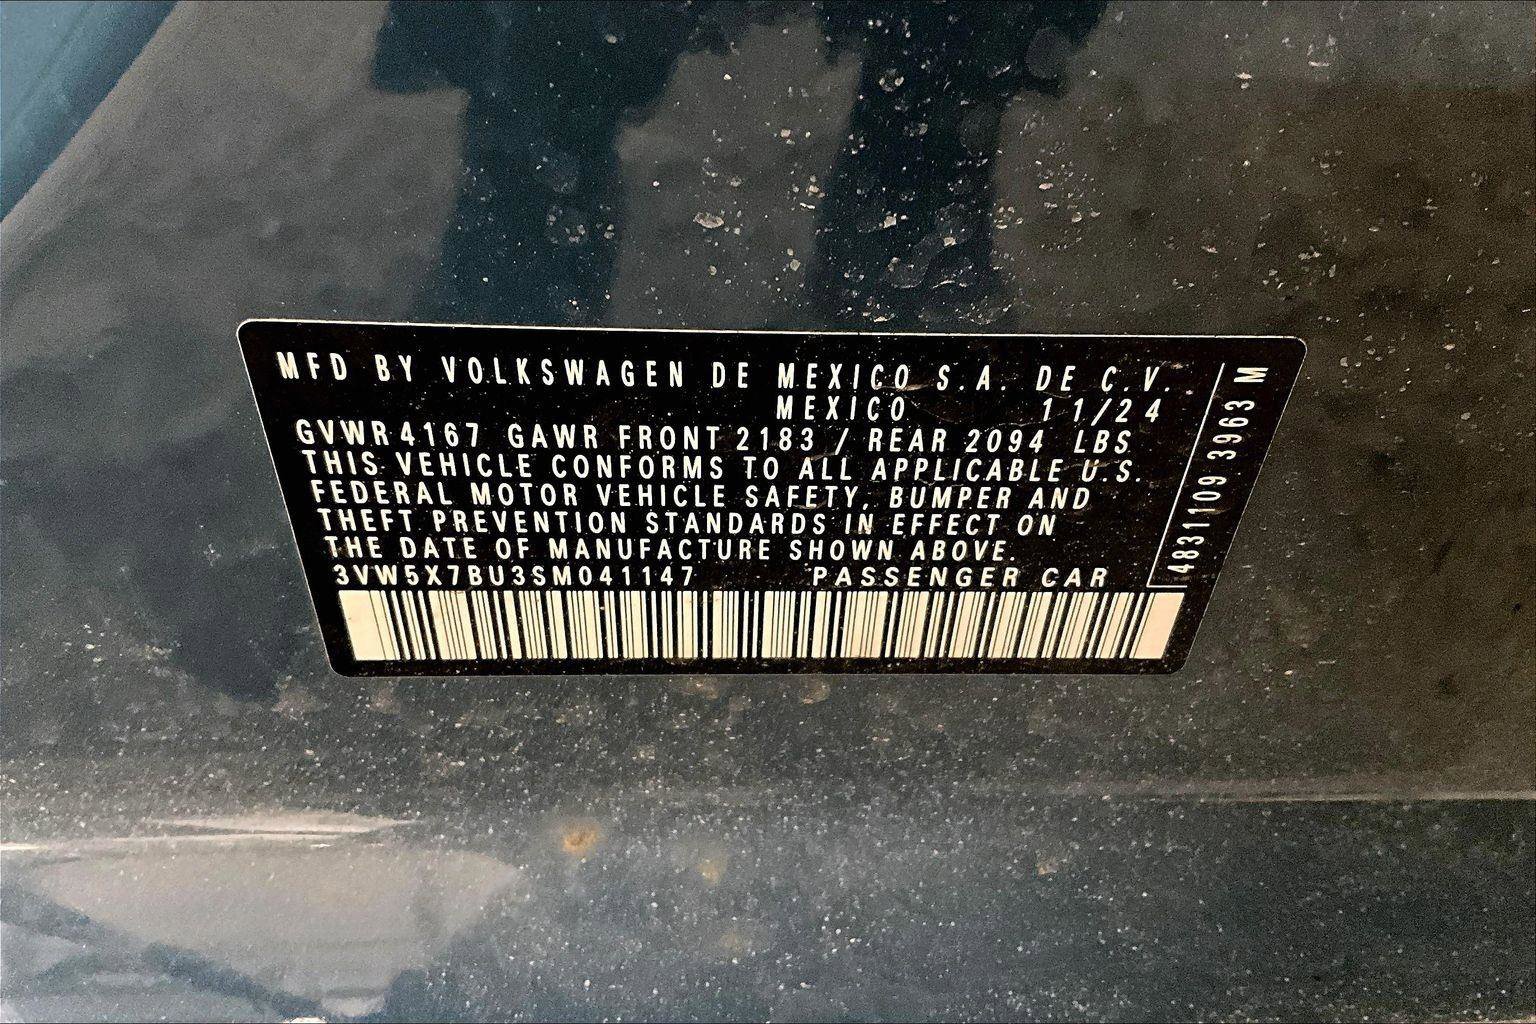 MFD BY VOLKSWAGEN DE MEXICO S.A. DE C.V.
MEXICO 11/24
GVWR 4167 GAWR FRONT 2183 / REAR 2094 LBS
THIS VEHICLE CONFORMS TO ALL APPLICABLE U.S.
FEDERAL MOTOR VEHICLE SAFETY, BUMPER AND
THEFT PREVENTION STANDARDS IN EFFECT ON
THE DATE OF MANUFACTURE SHOWN ABOVE.
3VW5X7BU3SM041147 PASSENGER CAR
4831109 3963 M